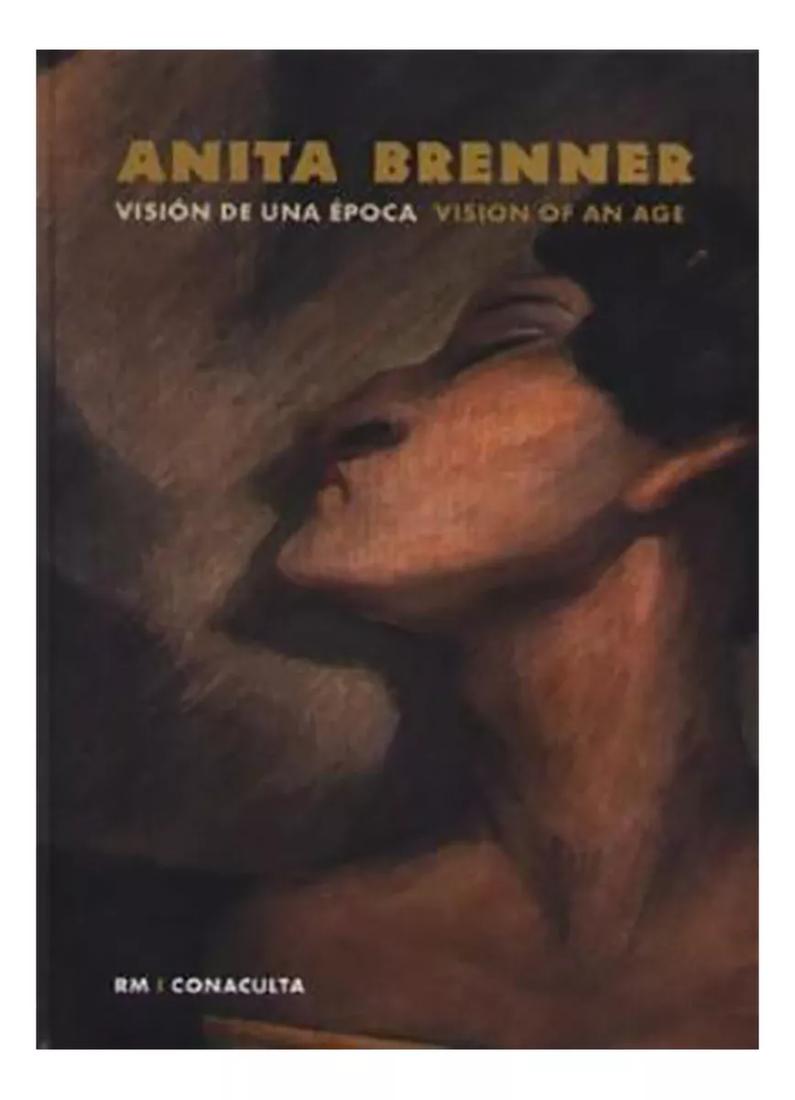 ANITA BRENNER
VISIÓN DE UNA ÉPOCA VISION OF AN AGE
RM | CONACULTA